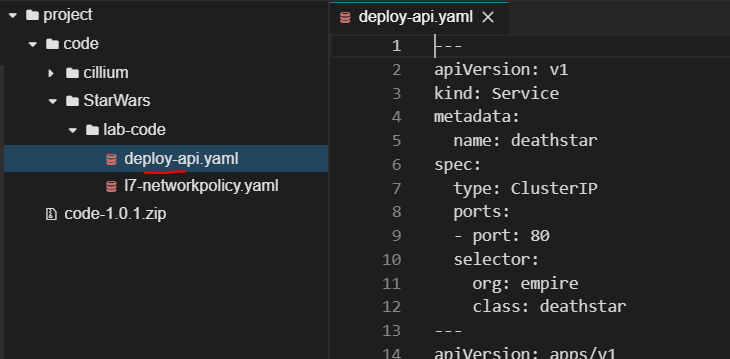 project
code
cillium
StarWars
lab-code
deploy-api.yaml
l7-networkpolicy.yaml
code-1.0.1.zip
deploy-api.yaml
1 ---
2 apiVersion: v1
3 kind: Service
4 metadata:
5   name: deathstar
6 spec:
7   type: ClusterIP
8   ports:
9   - port: 80
10   selector:
11     org: empire
12     class: deathstar
13 ---
14 apiVersion: apps/v1